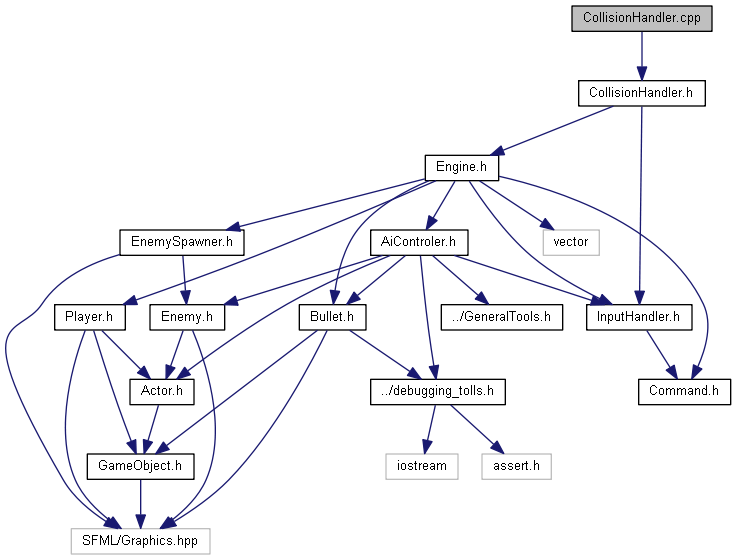 CollisionHandler.cpp
CollisionHandler.h
Engine.h
EnemySpawner.h
AiControler.h
vector
Player.h
Enemy.h
Bullet.h
../GeneralTools.h
InputHandler.h
Actor.h
../debugging_tolls.h
Command.h
GameObject.h
iostream
assert.h
SFML/Graphics.hpp